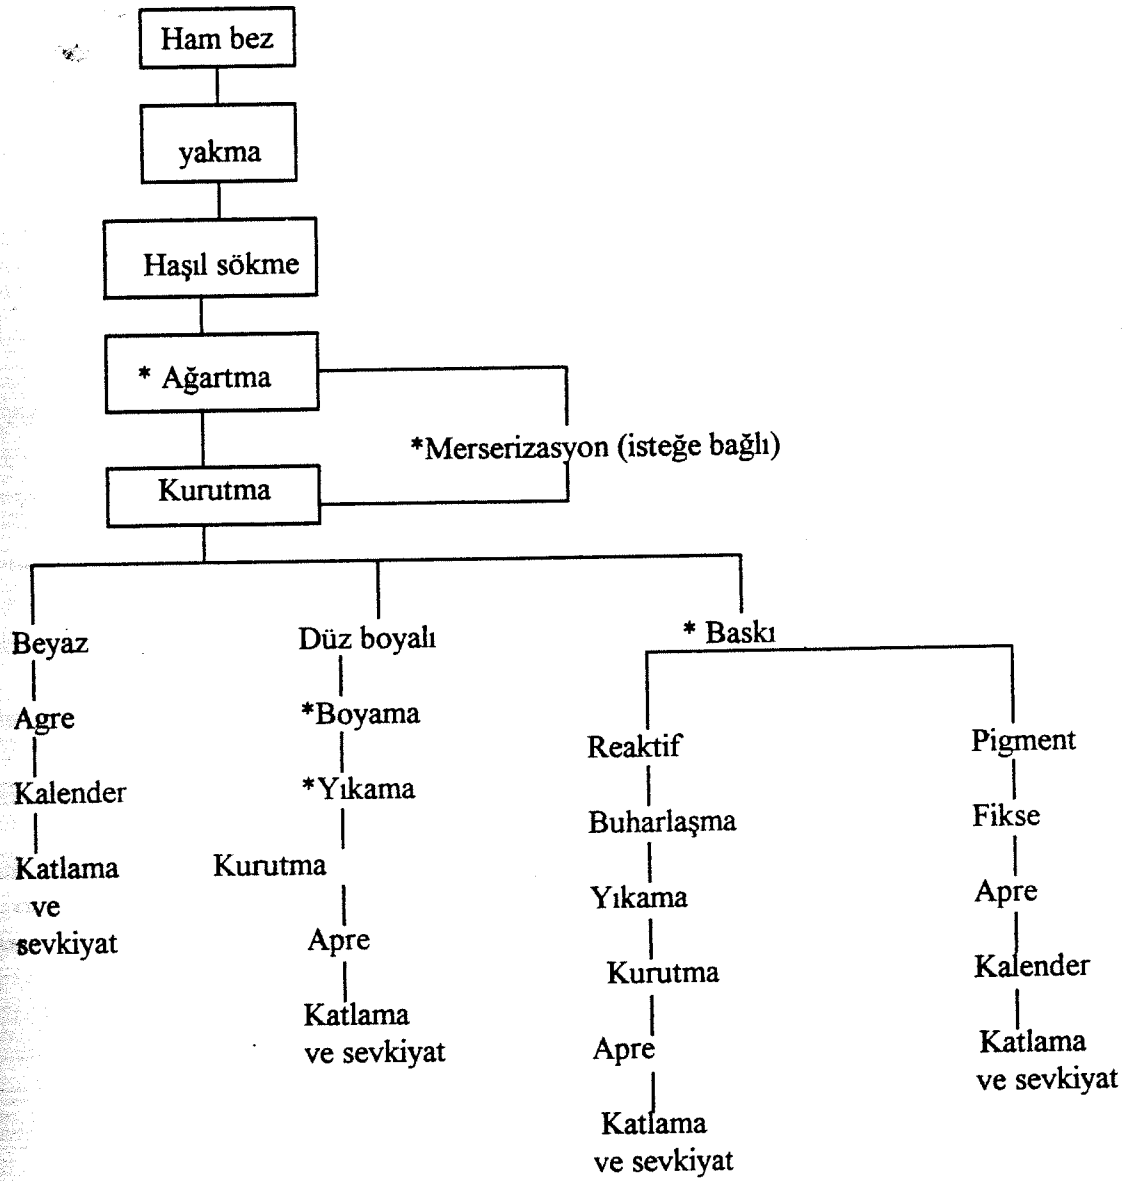 Ham bez
yakma
Haşıl sökme
* Ağartma
*Merserizasyon (isteğe bağlı)
Kurutma
Beyaz
Agre
Kalender
Katlama
ve
sevkiyat
Düz boyalı
*Boyama
*Yıkama
Kurutma
Apre
Katlama
ve sevkiyat
* Baskı
Reaktif
Buharlaşma
Yıkama
Kurutma
Apre
Katlama
ve sevkiyat
Pigment
Fikse
Apre
Kalender
Katlama
ve sevkiyat